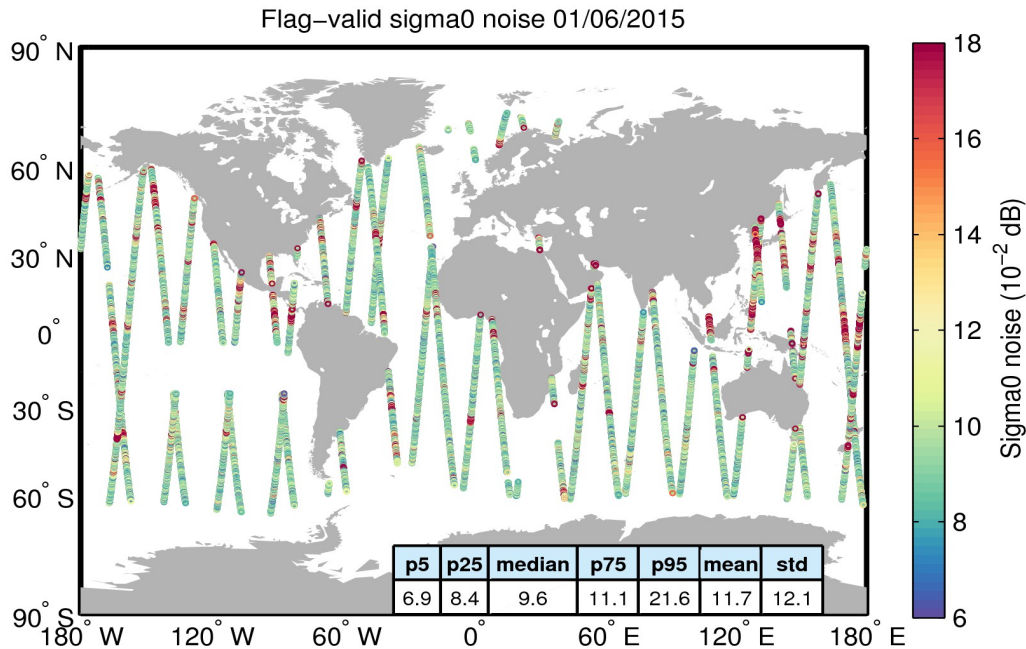 Flag−valid sigma0 noise 01/06/2015
90° N
60° N
30° N
0°
30° S
60° S
90° S
180° W
120° W
60° W
0°
60° E
120° E
180° E
18
16
14
12
10
8
6
Sigma0 noise (10⁻² dB)
p5 p25 median p75 p95 mean std
6.9 8.4 9.6 11.1 21.6 11.7 12.1